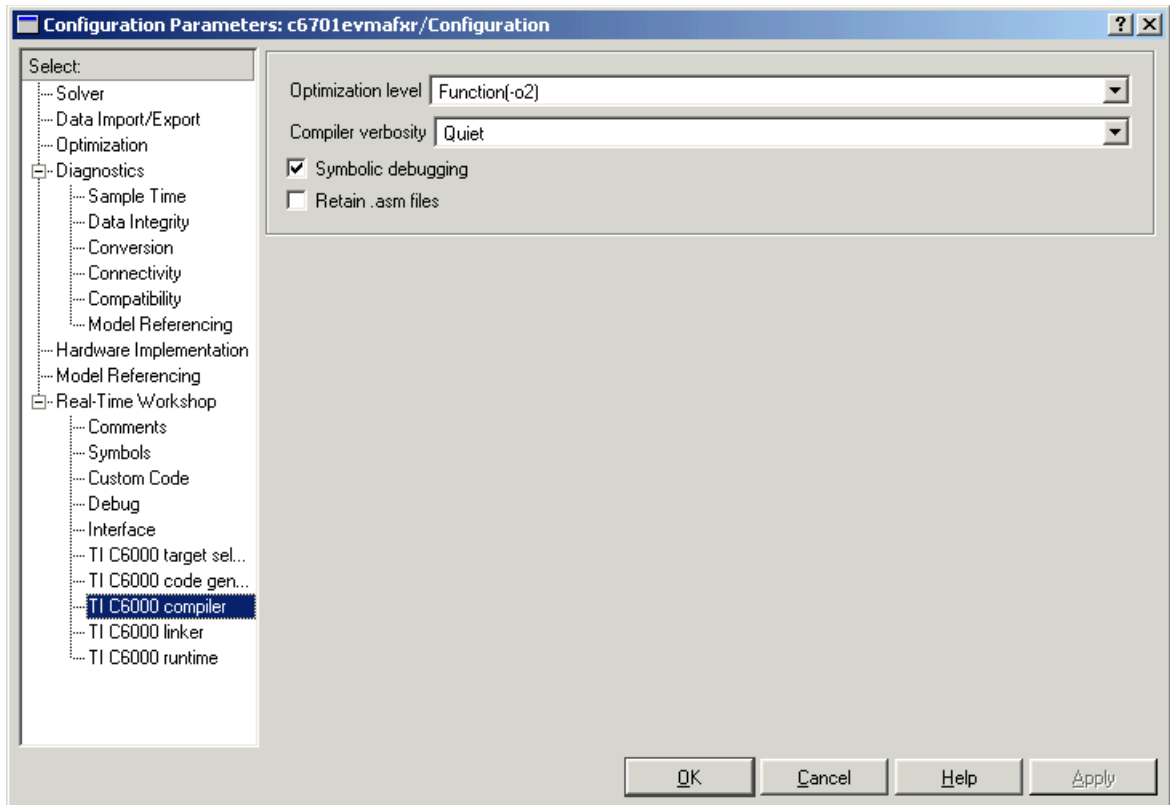 Configuration Parameters: c6701evmafxr/Configuration
Select:
Solver
Data Import/Export
Optimization
Diagnostics
Sample Time
Data Integrity
Conversion
Connectivity
Compatibility
Model Referencing
Hardware Implementation
Model Referencing
Real-Time Workshop
Comments
Symbols
Custom Code
Debug
Interface
TI C6000 target sel...
TI C6000 code gen...
TI C6000 compiler
TI C6000 linker
TI C6000 runtime
Optimization level Function(-o2)
Compiler verbosity Quiet
Symbolic debugging
Retain .asm files
OK Cancel Help Apply